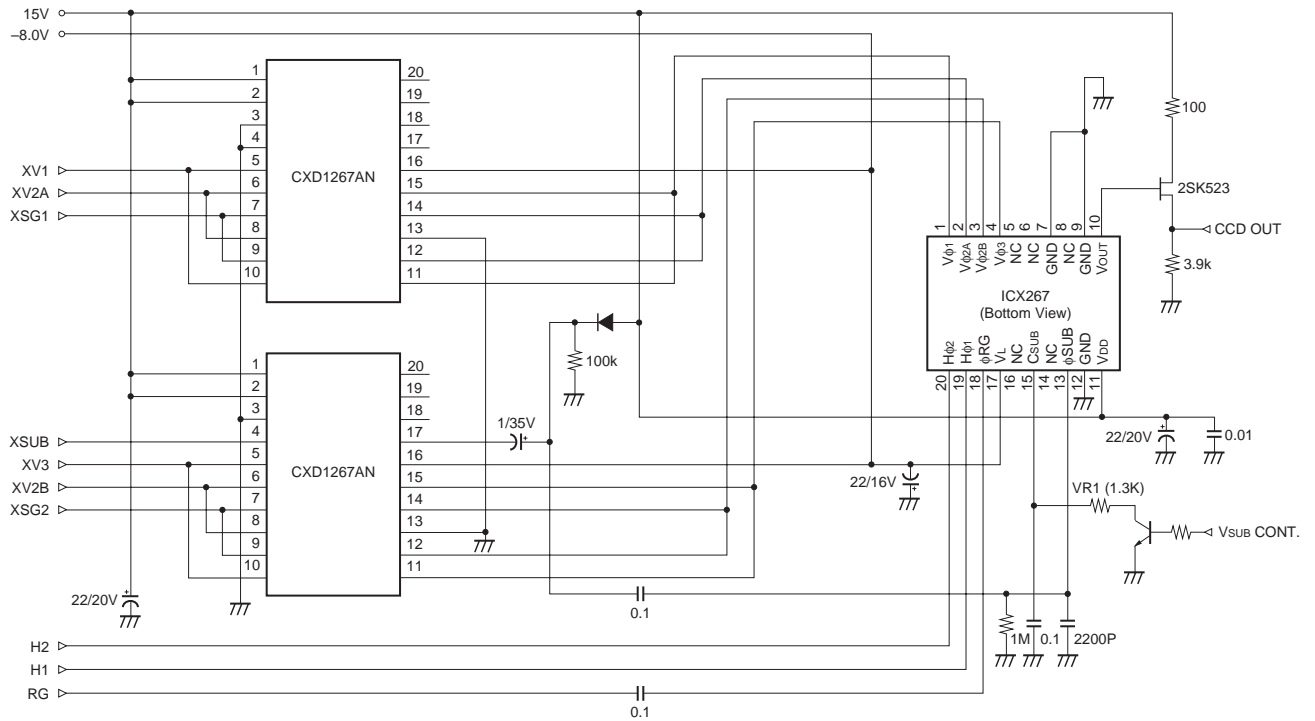 15V
–8.0V
1
2
3
4
5
6
7
8
9
10
CXD1267AN
20
19
18
17
16
15
14
13
12
11
XV1
XV2A
XSG1
100
2SK523
CCD OUT
3.9k
1
2
3
4
5
6
7
8
9
10
Vφ1
Vφ2A
Vφ2B
Vφ3
NC
NC
GND
NC
GND
VOUT
ICX267
(Bottom View)
Hφ2
Hφ1
φRG
VL
NC
CSUB
NC
φSUB
GND
VDD
20
19
18
17
16
15
14
13
12
11
100k
1
2
3
4
5
6
7
8
9
10
CXD1267AN
20
19
18
17
16
15
14
13
12
11
1/35V
+
XSUB
XV3
XV2B
XSG2
22/16V
+
22/20V
+
0.01
VR1 (1.3K)
VSUB CONT.
22/20V
+
0.1
1M
0.1
2200P
H2
H1
RG
0.1